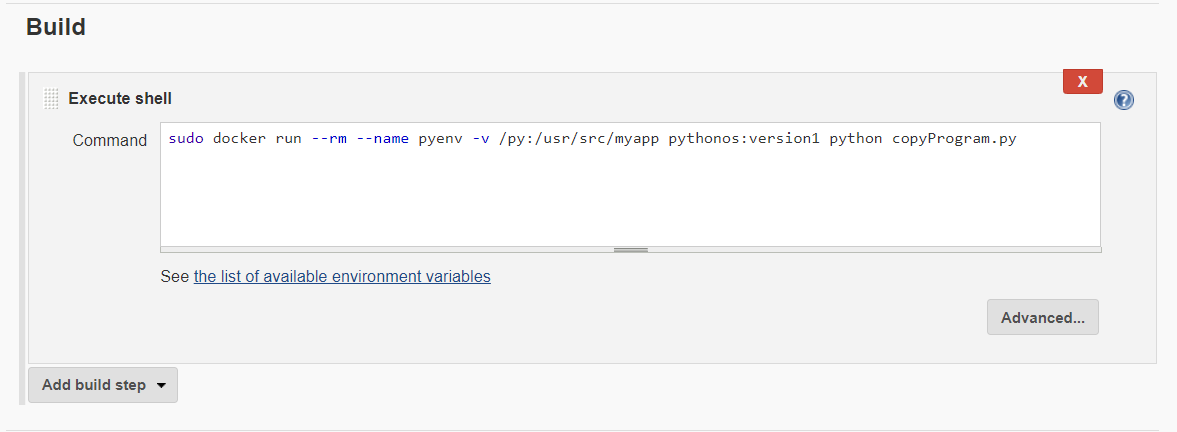 Build
X
Execute shell
?
Command
sudo docker run --rm --name pyenv -v /py:/usr/src/myapp pythonos:version1 python copyProgram.py
See the list of available environment variables
Advanced...
Add build step